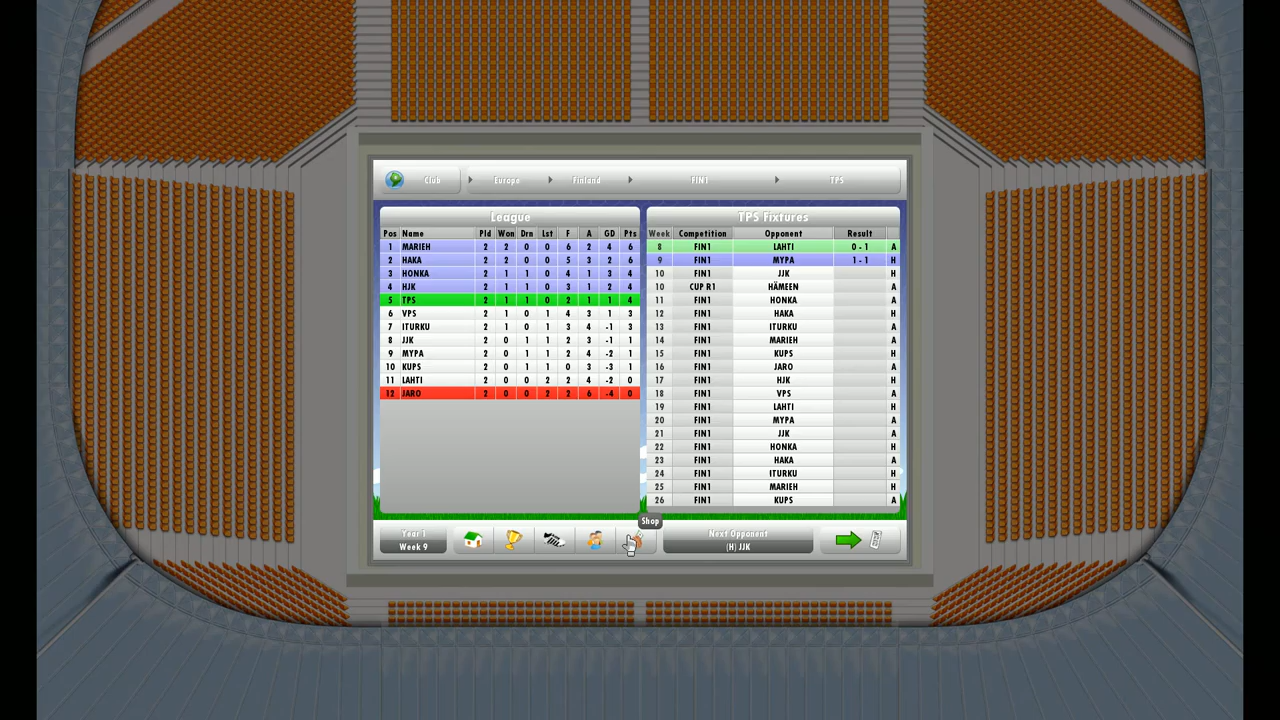 Club Europe Finland FIN1 TPS
League
Pos Name Pld Won Drn Lst F A GD Pts
1 MARIEH 2 2 0 0 6 2 4 6
2 HAKA 2 2 0 0 5 3 2 6
3 HONKA 2 1 1 0 4 1 3 4
4 HJK 2 1 1 0 3 1 2 4
5 TPS 2 1 1 0 2 1 1 4
6 VPS 2 1 0 1 4 3 1 3
7 ITURKU 2 1 0 1 3 4 -1 3
8 JJK 2 0 1 1 2 3 -1 1
9 MYPA 2 0 1 1 2 4 -2 1
10 KUPS 2 0 1 1 0 3 -3 1
11 LAHTI 2 0 0 2 2 4 -2 0
12 JARO 2 0 0 2 2 6 -4 0
TPS Fixtures
Week Competition Opponent Result
8 FIN1 LAHTI 0 - 1 A
9 FIN1 MYPA 1 - 1 H
10 FIN1 JJK H
10 CUP R1 HÄMEEN A
11 FIN1 HONKA A
12 FIN1 HAKA H
13 FIN1 ITURKU A
14 FIN1 MARIEH A
15 FIN1 KUPS H
16 FIN1 JARO A
17 FIN1 HJK H
18 FIN1 VPS A
19 FIN1 LAHTI H
20 FIN1 MYPA A
21 FIN1 JJK A
22 FIN1 HONKA H
23 FIN1 HAKA A
24 FIN1 ITURKU H
25 FIN1 MARIEH H
26 FIN1 KUPS A
Shop
Year 1
Week 9
Next Opponent
(H) JJK